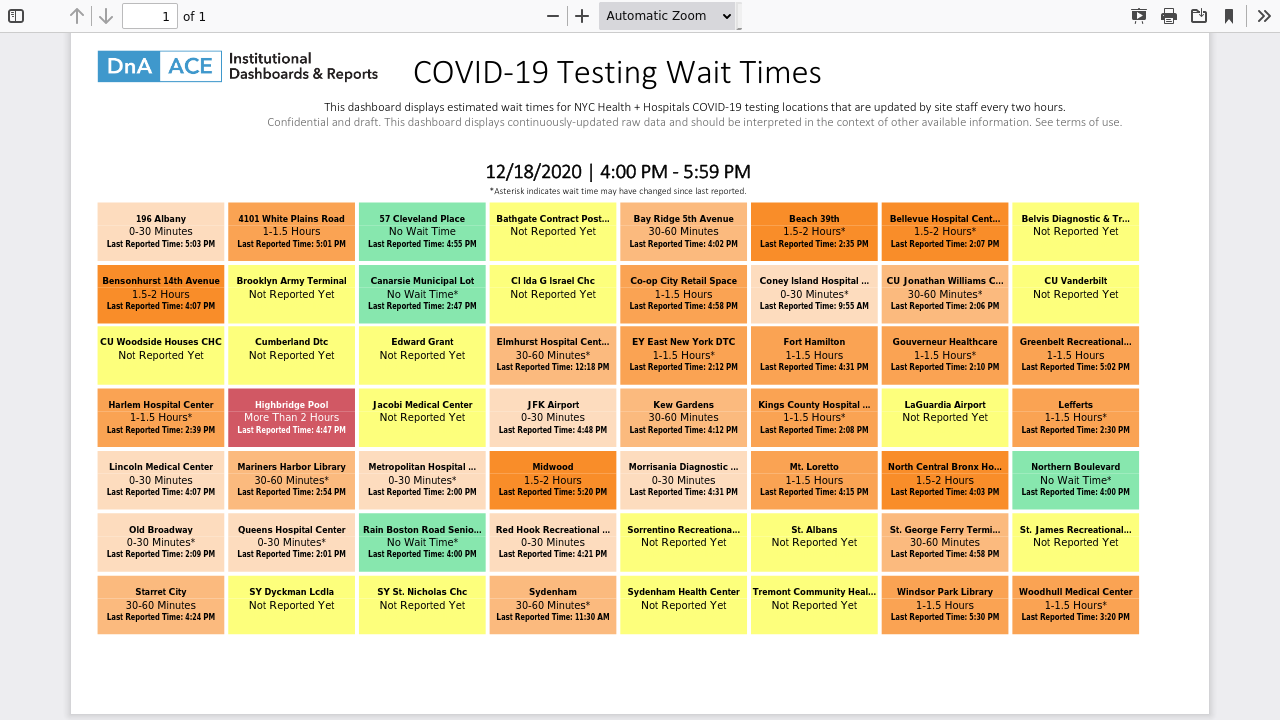 1 of 1
Automatic Zoom
DnA ACE Institutional
Dashboards & Reports
COVID-19 Testing Wait Times
This dashboard displays estimated wait times for NYC Health + Hospitals COVID-19 testing locations that are updated by site staff every two hours.
Confidential and draft. This dashboard displays continuously-updated raw data and should be interpreted in the context of other available information. See terms of use.
12/18/2020 | 4:00 PM - 5:59 PM
*Asterisk indicates wait time may have changed since last reported.
196 Albany
0-30 Minutes
Last Reported Time: 5:03 PM
4101 White Plains Road
1-1.5 Hours
Last Reported Time: 5:01 PM
57 Cleveland Place
No Wait Time
Last Reported Time: 4:55 PM
Bathgate Contract Post...
Not Reported Yet
Bay Ridge 5th Avenue
30-60 Minutes
Last Reported Time: 4:02 PM
Beach 39th
1.5-2 Hours*
Last Reported Time: 2:35 PM
Bellevue Hospital Cent...
1.5-2 Hours*
Last Reported Time: 2:07 PM
Belvis Diagnostic & Tr...
Not Reported Yet
Bensonhurst 14th Avenue
1.5-2 Hours
Last Reported Time: 4:07 PM
Brooklyn Army Terminal
Not Reported Yet
Canarsie Municipal Lot
No Wait Time*
Last Reported Time: 2:47 PM
Cl Ida G Israel Chc
Not Reported Yet
Co-op City Retail Space
1-1.5 Hours
Last Reported Time: 4:58 PM
Coney Island Hospital ...
0-30 Minutes*
Last Reported Time: 9:55 AM
CU Jonathan Williams C...
30-60 Minutes*
Last Reported Time: 2:06 PM
CU Vanderbilt
Not Reported Yet
CU Woodside Houses CHC
Not Reported Yet
Cumberland Dtc
Not Reported Yet
Edward Grant
Not Reported Yet
Elmhurst Hospital Cent...
30-60 Minutes*
Last Reported Time: 12:18 PM
EY East New York DTC
1-1.5 Hours*
Last Reported Time: 2:12 PM
Fort Hamilton
1-1.5 Hours
Last Reported Time: 4:31 PM
Gouverneur Healthcare
1-1.5 Hours*
Last Reported Time: 2:10 PM
Greenbelt Recreational...
1-1.5 Hours
Last Reported Time: 5:02 PM
Harlem Hospital Center
1-1.5 Hours*
Last Reported Time: 2:39 PM
Highbridge Pool
More Than 2 Hours
Last Reported Time: 4:47 PM
Jacobi Medical Center
Not Reported Yet
JFK Airport
0-30 Minutes
Last Reported Time: 4:48 PM
Kew Gardens
30-60 Minutes
Last Reported Time: 4:12 PM
Kings County Hospital ...
1-1.5 Hours*
Last Reported Time: 2:08 PM
LaGuardia Airport
Not Reported Yet
Lefferts
1-1.5 Hours*
Last Reported Time: 2:30 PM
Lincoln Medical Center
0-30 Minutes
Last Reported Time: 4:07 PM
Mariners Harbor Library
30-60 Minutes*
Last Reported Time: 2:54 PM
Metropolitan Hospital ...
0-30 Minutes*
Last Reported Time: 2:00 PM
Midwood
1.5-2 Hours
Last Reported Time: 5:20 PM
Morrisania Diagnostic ...
0-30 Minutes
Last Reported Time: 4:31 PM
Mt. Loretto
1-1.5 Hours
Last Reported Time: 4:15 PM
North Central Bronx Ho...
1.5-2 Hours
Last Reported Time: 4:03 PM
Northern Boulevard
No Wait Time*
Last Reported Time: 4:00 PM
Old Broadway
0-30 Minutes*
Last Reported Time: 2:09 PM
Queens Hospital Center
0-30 Minutes*
Last Reported Time: 2:01 PM
Rain Boston Road Senio...
No Wait Time*
Last Reported Time: 4:00 PM
Red Hook Recreational ...
0-30 Minutes
Last Reported Time: 4:21 PM
Sorrentino Recreationa...
Not Reported Yet
St. Albans
Not Reported Yet
St. George Ferry Termi...
30-60 Minutes
Last Reported Time: 4:58 PM
St. James Recreational...
Not Reported Yet
Starret City
30-60 Minutes
Last Reported Time: 4:24 PM
SY Dyckman Lcdla
Not Reported Yet
SY St. Nicholas Chc
Not Reported Yet
Sydenham
30-60 Minutes*
Last Reported Time: 11:30 AM
Sydenham Health Center
Not Reported Yet
Tremont Community Heal...
Not Reported Yet
Windsor Park Library
1-1.5 Hours
Last Reported Time: 5:30 PM
Woodhull Medical Center
1-1.5 Hours*
Last Reported Time: 3:20 PM